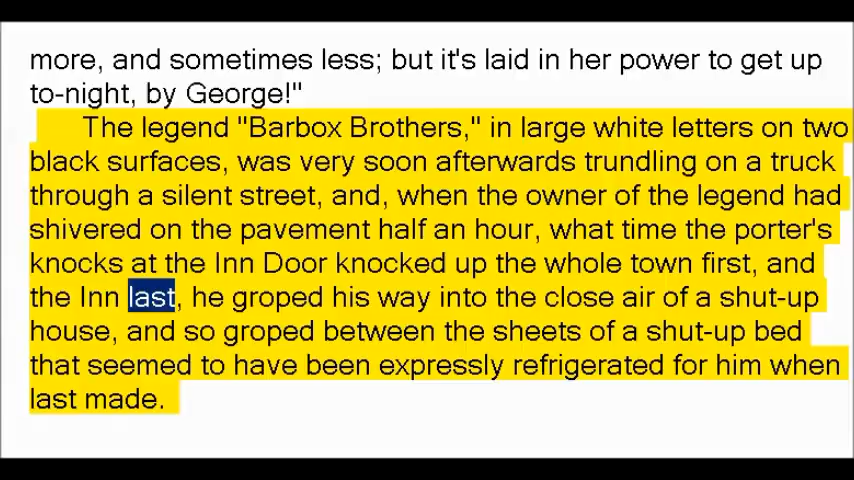 more, and sometimes less; but it's laid in her power to get up
to-night, by George!"
The legend "Barbox Brothers," in large white letters on two
black surfaces, was very soon afterwards trundling on a truck
through a silent street, and, when the owner of the legend had
shivered on the pavement half an hour, what time the porter's
knocks at the Inn Door knocked up the whole town first, and
the Inn last, he groped his way into the close air of a shut-up
house, and so groped between the sheets of a shut-up bed
that seemed to have been expressly refrigerated for him when
last made.